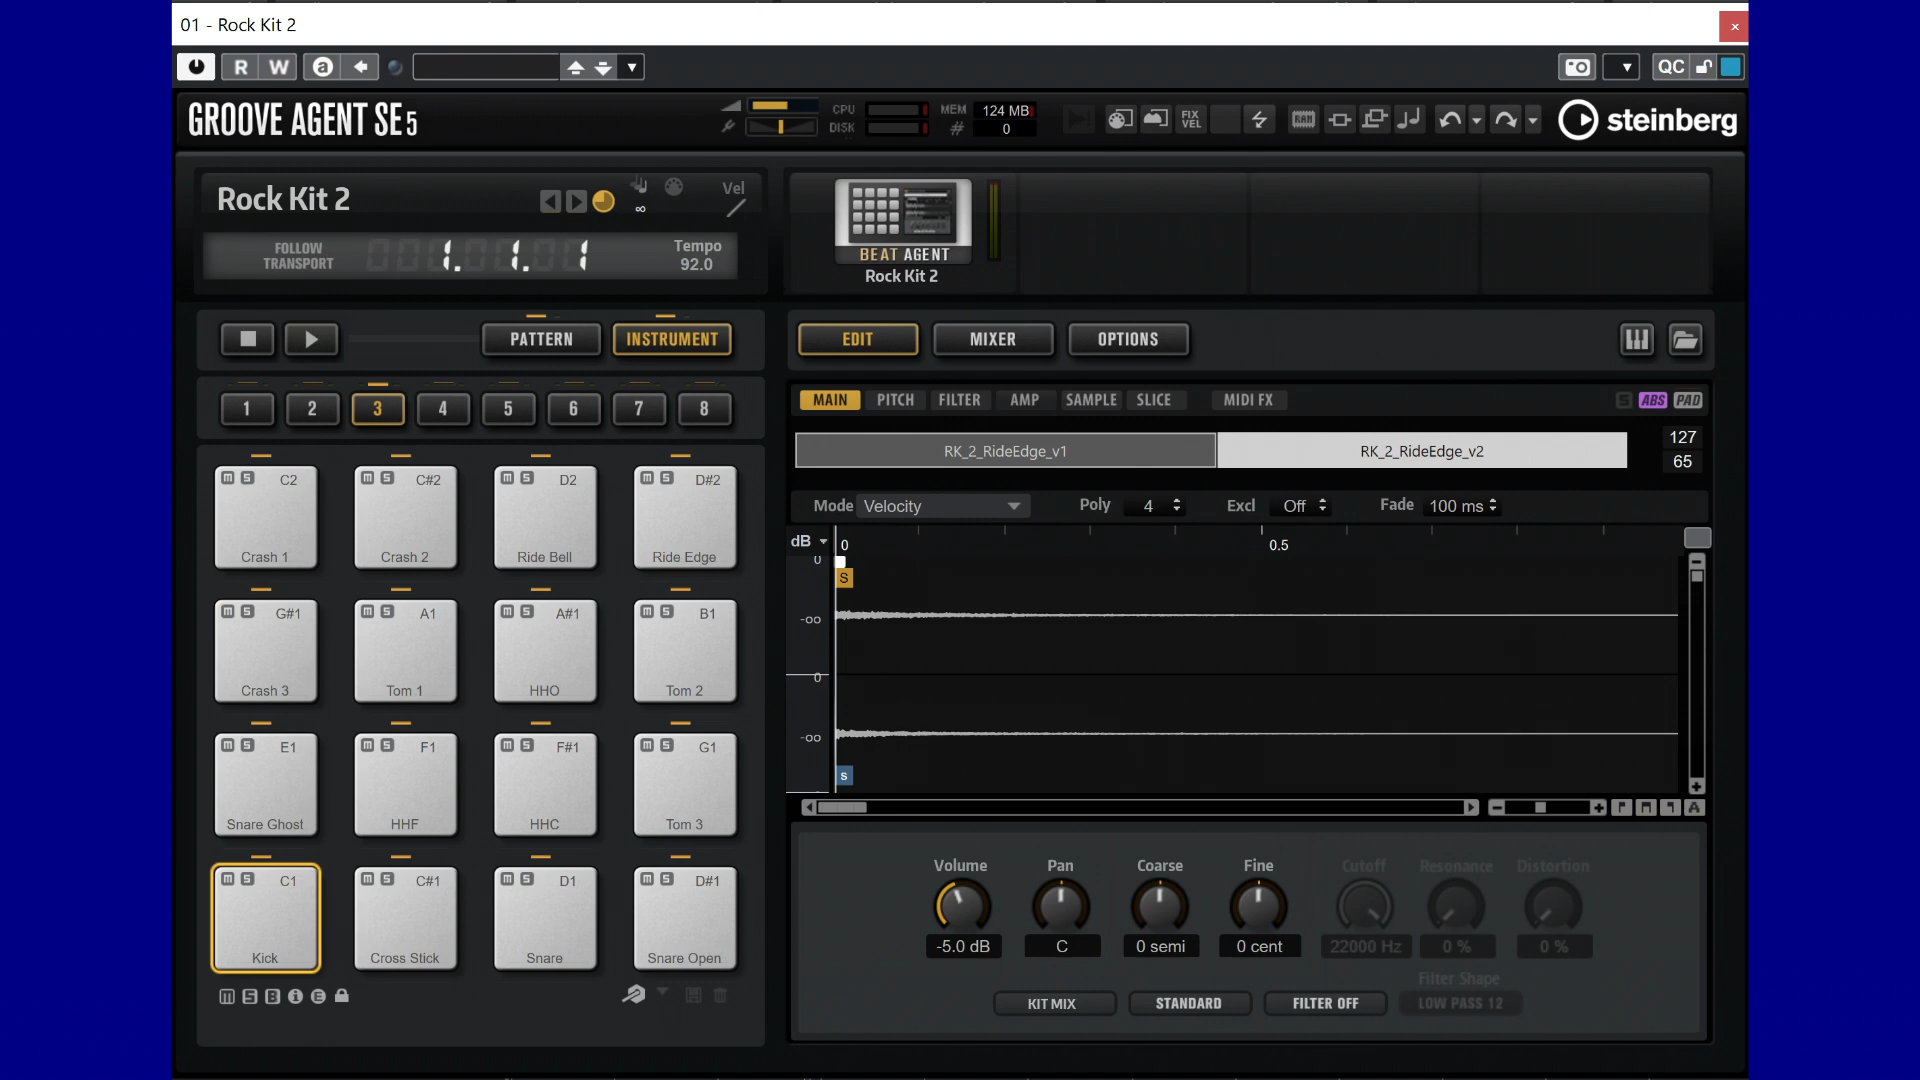 01 - Rock Kit 2
×
R W a QC
GROOVE AGENT SE5
CPU
DISK
MEM 124 MB
# 0
FIX VEL
RAM
steinberg
Rock Kit 2
∞
Vel
FOLLOW TRANSPORT
1. 1. 1
Tempo
92.0
BEAT AGENT
Rock Kit 2
PATTERN INSTRUMENT
EDIT MIXER OPTIONS
1 2 3 4 5 6 7 8
MAIN PITCH FILTER AMP SAMPLE SLICE MIDI FX S ABS PAD
RK_2_RideEdge_v1 RK_2_RideEdge_v2
127
65
Mode Velocity Poly 4 Excl Off Fade 100 ms
dB 0 0.5
0
S
-oo
0
-oo
s
M S C2 M S C#2 M S D2 M S D#2
Crash 1 Crash 2 Ride Bell Ride Edge
M S G#1 M S A1 M S A#1 M S B1
Crash 3 Tom 1 HHO Tom 2
M S E1 M S F1 M S F#1 M S G1
Snare Ghost HHF HHC Tom 3
M S C1 M S C#1 M S D1 M S D#1
Kick Cross Stick Snare Snare Open
M S B i E
A
Volume Pan Coarse Fine Cutoff Resonance Distortion
-5.0 dB C 0 semi 0 cent 22000 Hz 0 % 0 %
Filter Shape
KIT MIX STANDARD FILTER OFF LOW PASS 12